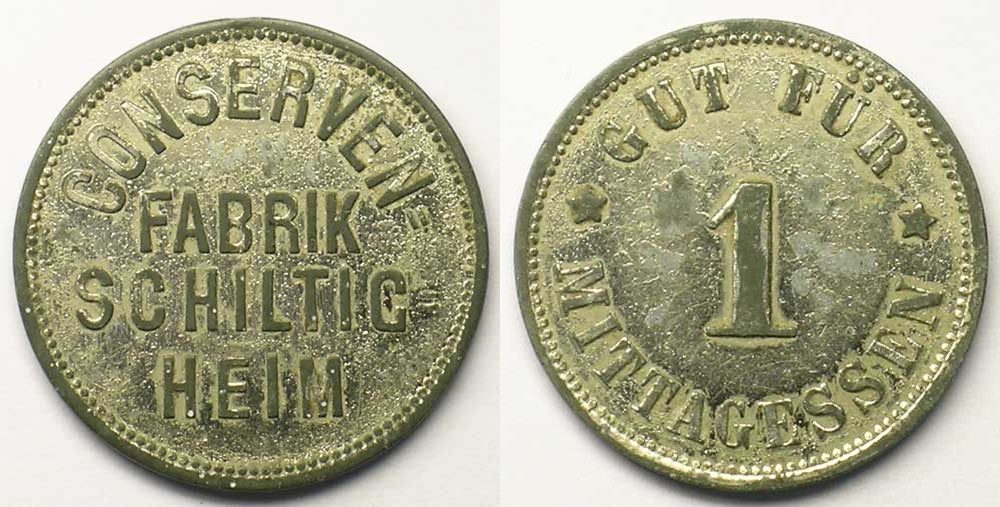 CONSERVEN=
FABRIK
SCHILTIG=
HEIM
GUT FÜR
1
MITTAGESSEN